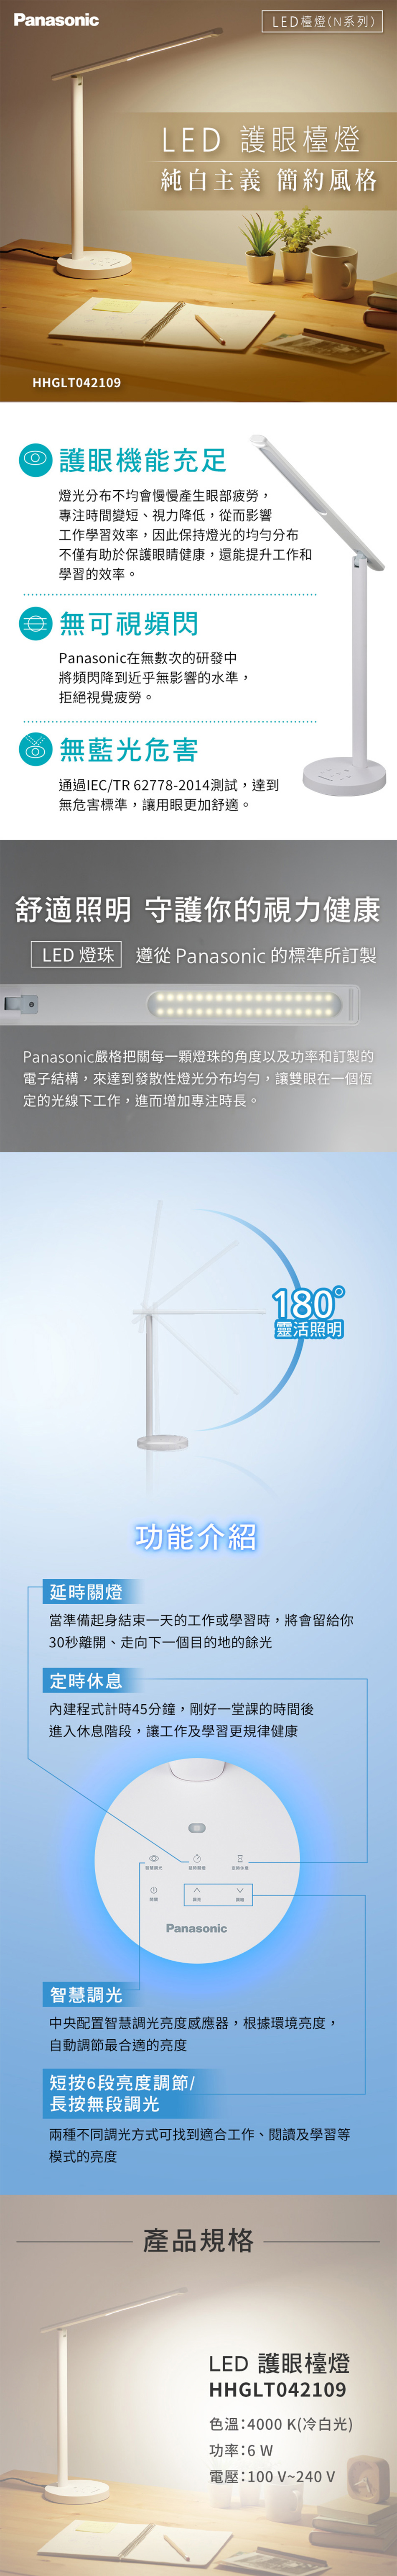 Panasonic
LED檯燈(N系列)
LED 護眼檯燈
純白主義 簡約風格
HHGLT042109
護眼機能充足
燈光分布不均會慢慢產生眼部疲勞，
專注時間變短、視力降低，從而影響
工作學習效率，因此保持燈光的均勻分布
不僅有助於保護眼睛健康，還能提升工作和
學習的效率。
無可視頻閃
Panasonic在無數次的研發中
將頻閃降到近乎無影響的水準，
拒絕視覺疲勞。
無藍光危害
通過IEC/TR 62778-2014測試，達到
無危害標準，讓用眼更加舒適。
舒適照明 守護你的視力健康
LED 燈珠 遵從 Panasonic 的標準所訂製
Panasonic嚴格把關每一顆燈珠的角度以及功率和訂製的
電子結構，來達到發散性燈光分布均勻，讓雙眼在一個恆
定的光線下工作，進而增加專注時長。
180°
靈活照明
功能介紹
延時關燈
當準備起身結束一天的工作或學習時，將會留給你
30秒離開、走向下一個目的地的餘光
定時休息
內建程式計時45分鐘，剛好一堂課的時間後
進入休息階段，讓工作及學習更規律健康
智慧調光 延時關燈 定時休息
Panasonic
智慧調光
中央配置智慧調光亮度感應器，根據環境亮度，
自動調節最合適的亮度
短按6段亮度調節/
長按無段調光
兩種不同調光方式可找到適合工作、閱讀及學習等
模式的亮度
產品規格
LED 護眼檯燈
HHGLT042109
色溫:4000 K(冷白光)
功率:6 W
電壓:100 V~240 V